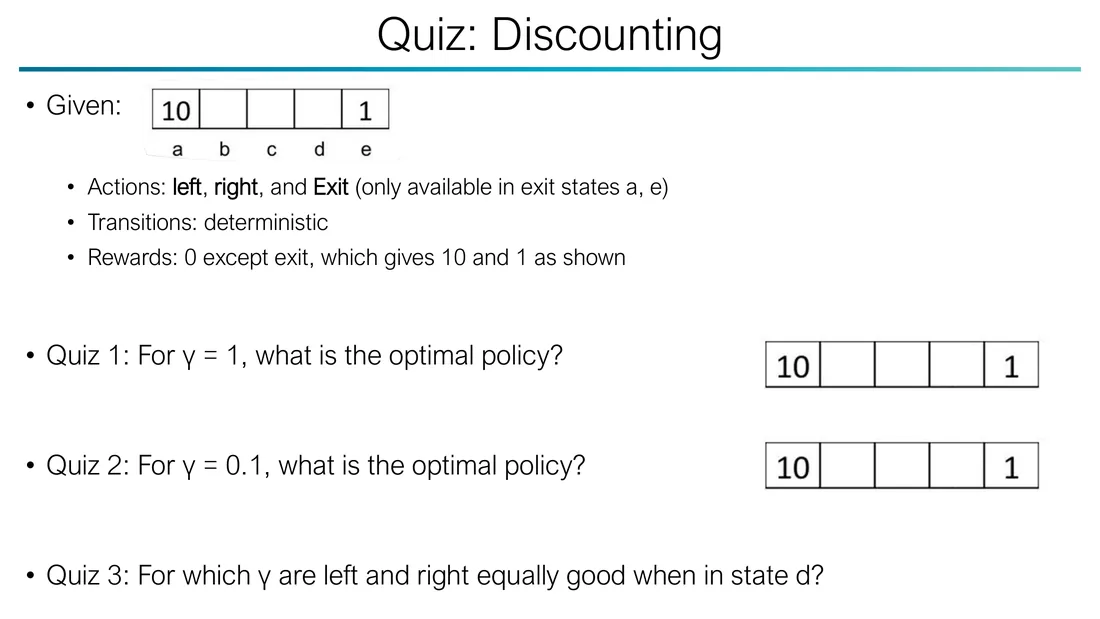 Quiz: Discounting
• Given:
10 1
a b c d e
• Actions: left, right, and Exit (only available in exit states a, e)
• Transitions: deterministic
• Rewards: 0 except exit, which gives 10 and 1 as shown
• Quiz 1: For γ = 1, what is the optimal policy?
10 1
• Quiz 2: For γ = 0.1, what is the optimal policy?
10 1
• Quiz 3: For which γ are left and right equally good when in state d?